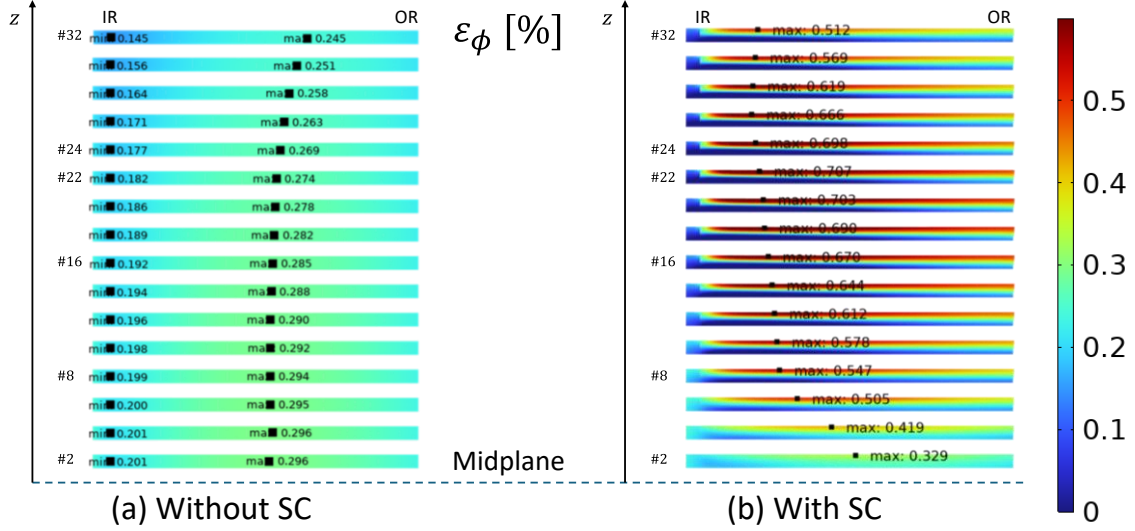 z IR OR ε_ϕ [%] z IR OR
#32 min 0.145 max 0.245 #32 max: 0.512
min 0.156 max 0.251 max: 0.569
min 0.164 max 0.258 max: 0.619
min 0.171 max 0.263 max: 0.666
#24 min 0.177 max 0.269 #24 max: 0.698
#22 min 0.182 max 0.274 #22 max: 0.707
min 0.186 max 0.278 max: 0.703
min 0.189 max 0.282 max: 0.690
#16 min 0.192 max 0.285 #16 max: 0.670
min 0.194 max 0.288 max: 0.644
min 0.196 max 0.290 max: 0.612
min 0.198 max 0.292 max: 0.578
#8 min 0.199 max 0.294 #8 max: 0.547
min 0.200 max 0.295 max: 0.505
min 0.201 max 0.296 max: 0.419
#2 min 0.201 max 0.296 Midplane #2 max: 0.329
(a) Without SC (b) With SC
0.5
0.4
0.3
0.2
0.1
0